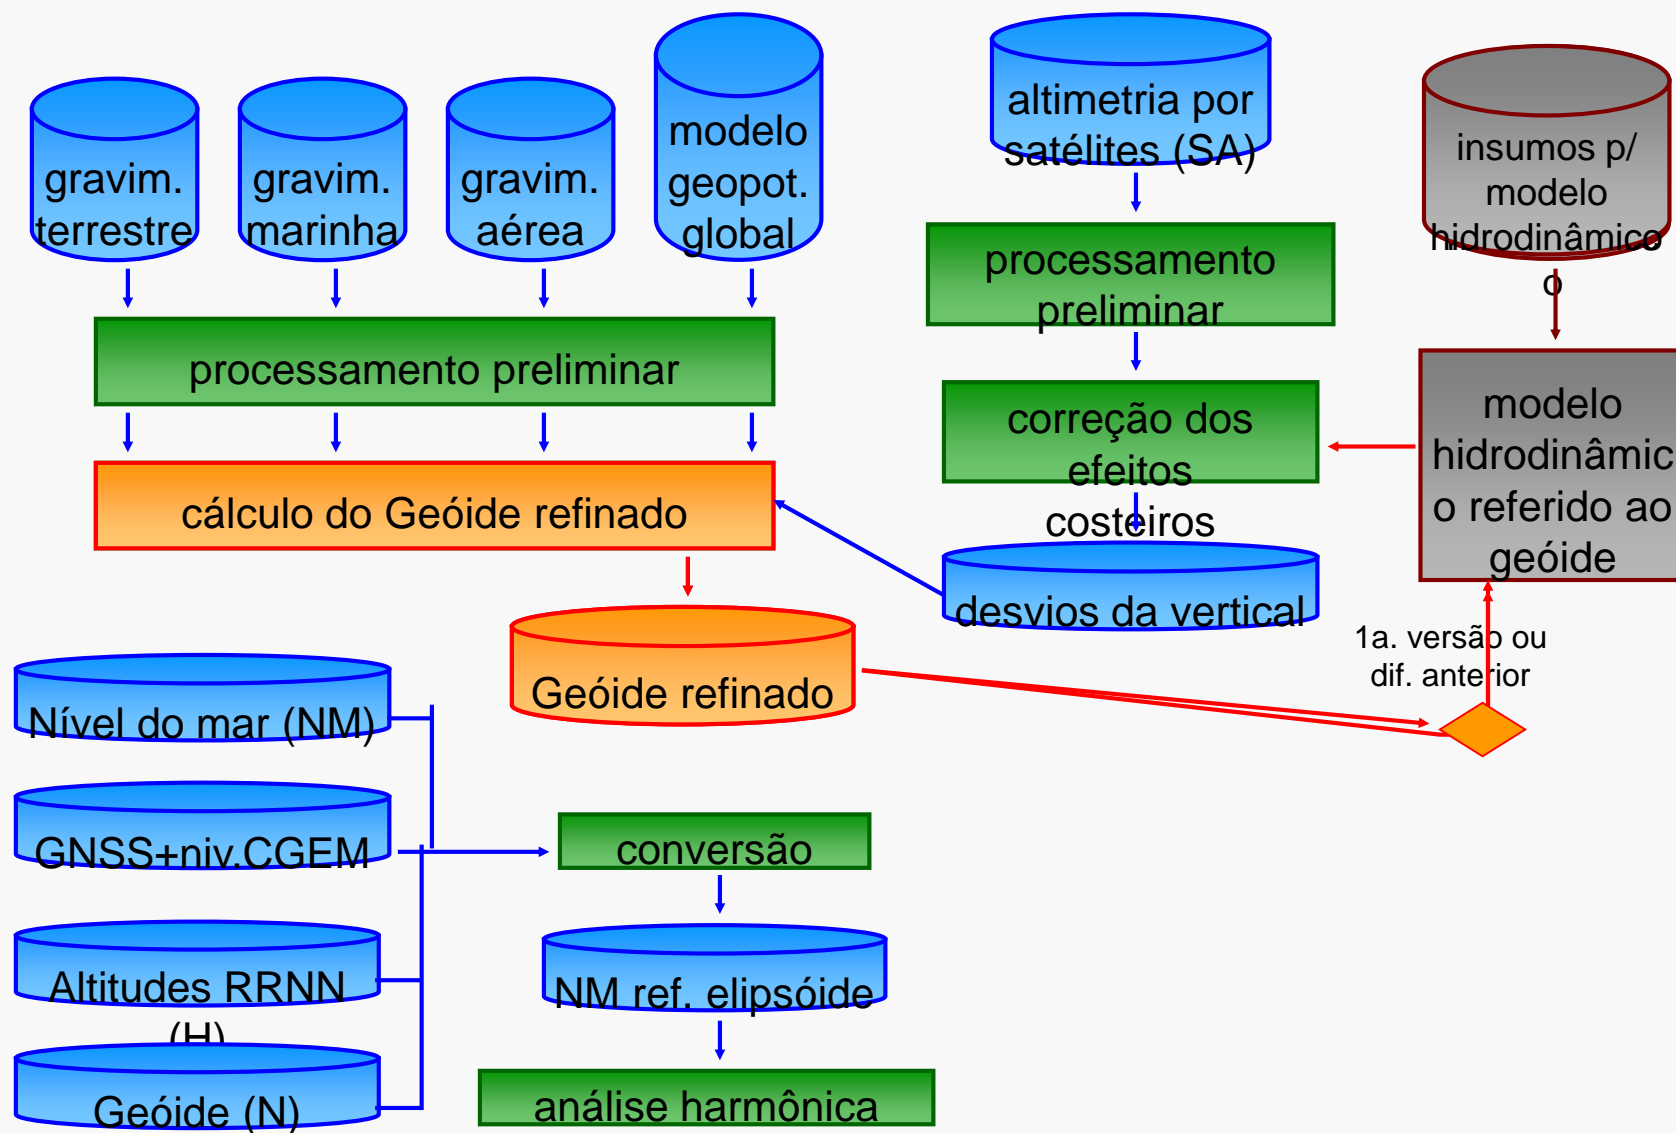 gravim.
terrestre
gravim.
marinha
gravim.
aérea
modelo
geopot.
global
altimetria por
satélites (SA)
insumos p/
modelo
hidrodinâmico
o
processamento
preliminar
processamento preliminar
correção dos
efeitos
costeiros
modelo
hidrodinâmic
o referido ao
geóide
cálculo do Geóide refinado
desvios da vertical
1a. versão ou
dif. anterior
Geóide refinado
Nível do mar (NM)
GNSS+niv.CGEM
conversão
Altitudes RRNN
(H)
NM ref. elipsóide
Geóide (N)
análise harmônica